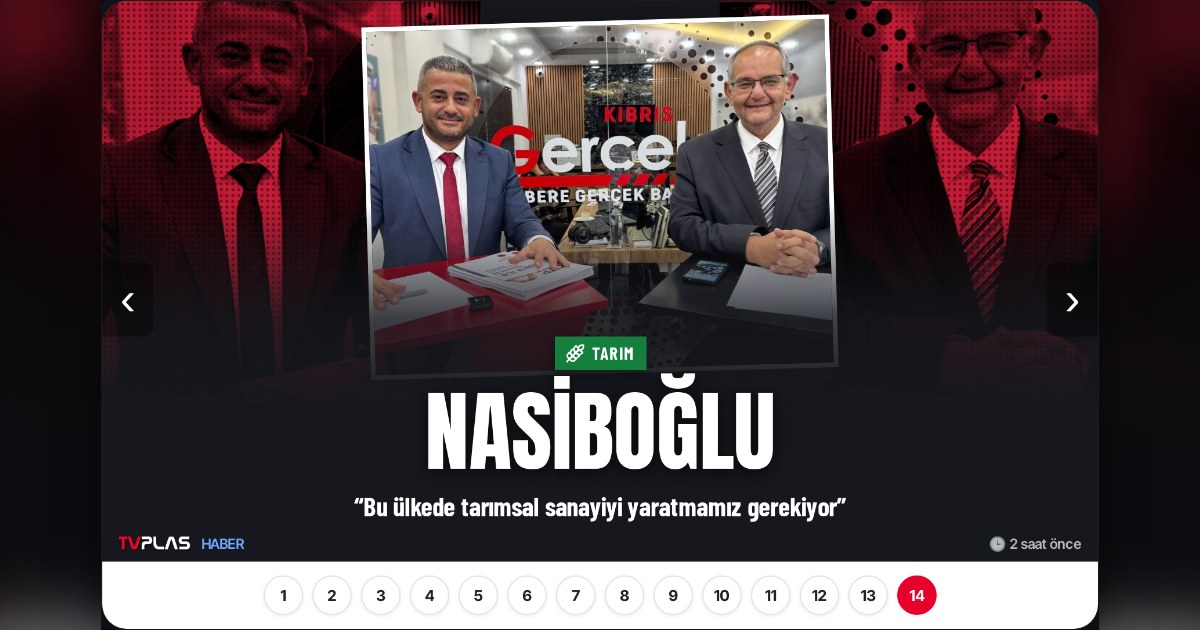 KIBRIS
Gerçek
BERE GERÇEK BA
TARIM
NASİBOĞLU
“Bu ülkede tarımsal sanayiyi yaratmamız gerekiyor”
TVPLAS HABER
2 saat önce
1 2 3 4 5 6 7 8 9 10 11 12 13 14